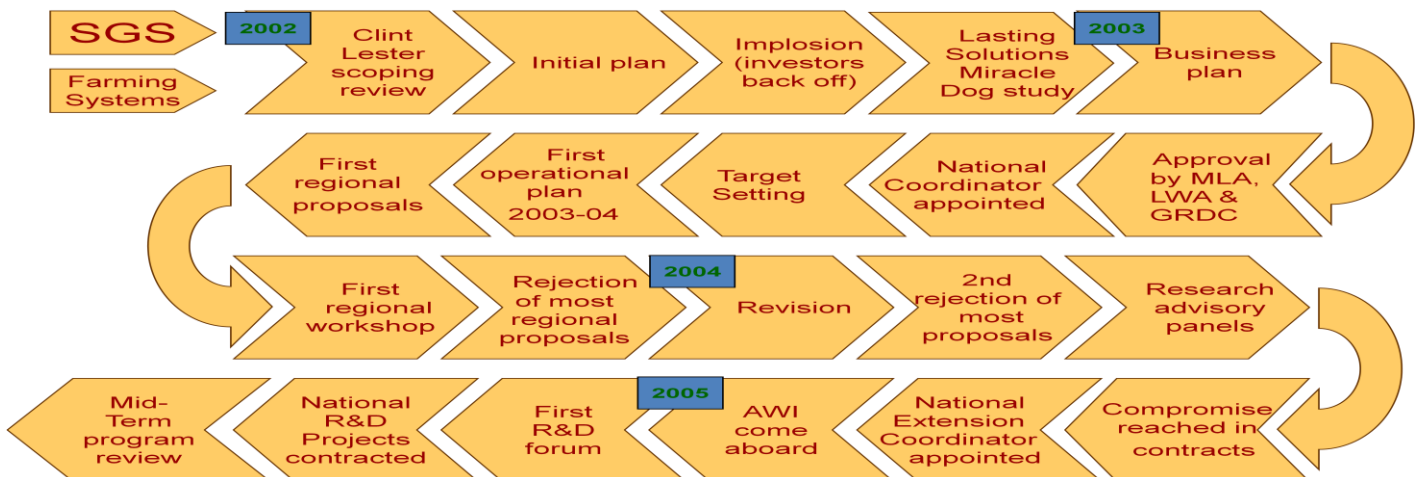 SGS
Farming
Systems
2002
Clint
Lester
scoping
review
Initial plan
Implosion
(investors
back off)
Lasting
Solutions
Miracle
Dog study
2003
Business
plan
Approval
by MLA,
LWA &
GRDC
National
Coordinator
appointed
Target
Setting
First
operational
plan
2003-04
First
regional
proposals
First
regional
workshop
Rejection
of most
regional
proposals
2004
Revision
2nd
rejection of
most
proposals
Research
advisory
panels
Compromise
reached in
contracts
National
Extension
Coordinator
appointed
AWI
come
aboard
2005
First
R&D
forum
National
R&D
Projects
contracted
Mid-
Term
program
review